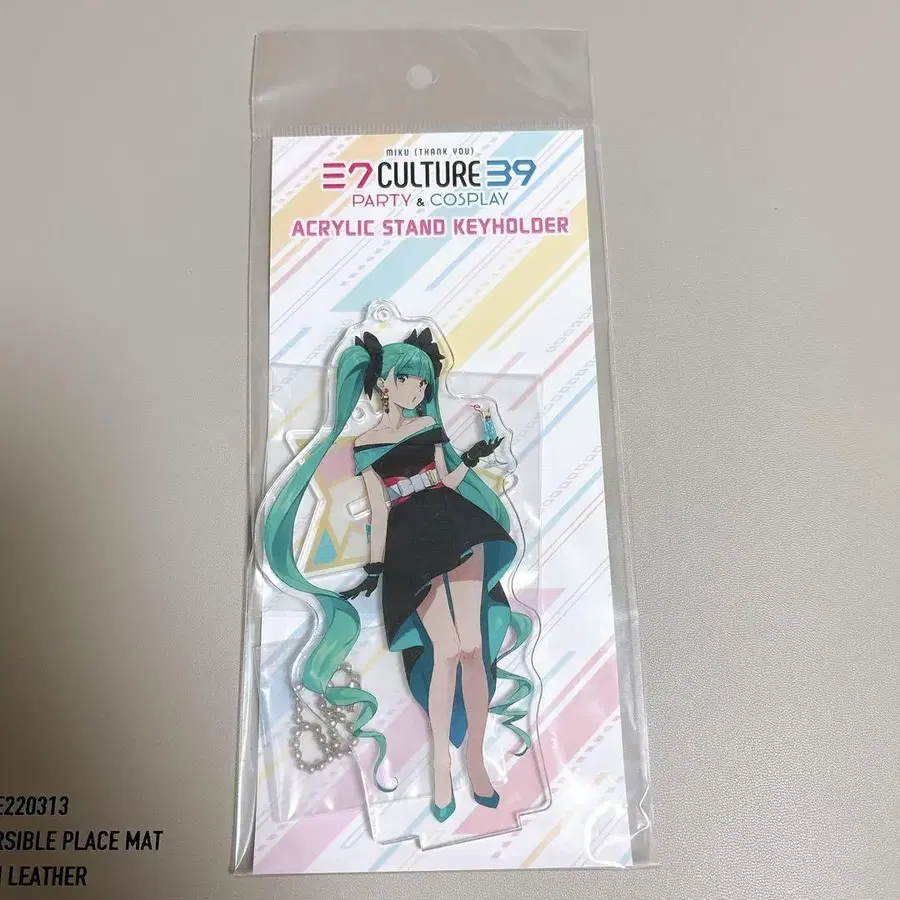 MIKU (THANK YOU)
ミク CULTURE 39
PARTY & COSPLAY
ACRYLIC STAND KEYHOLDER
E220313
RSIBLE PLACE MAT
LEATHER